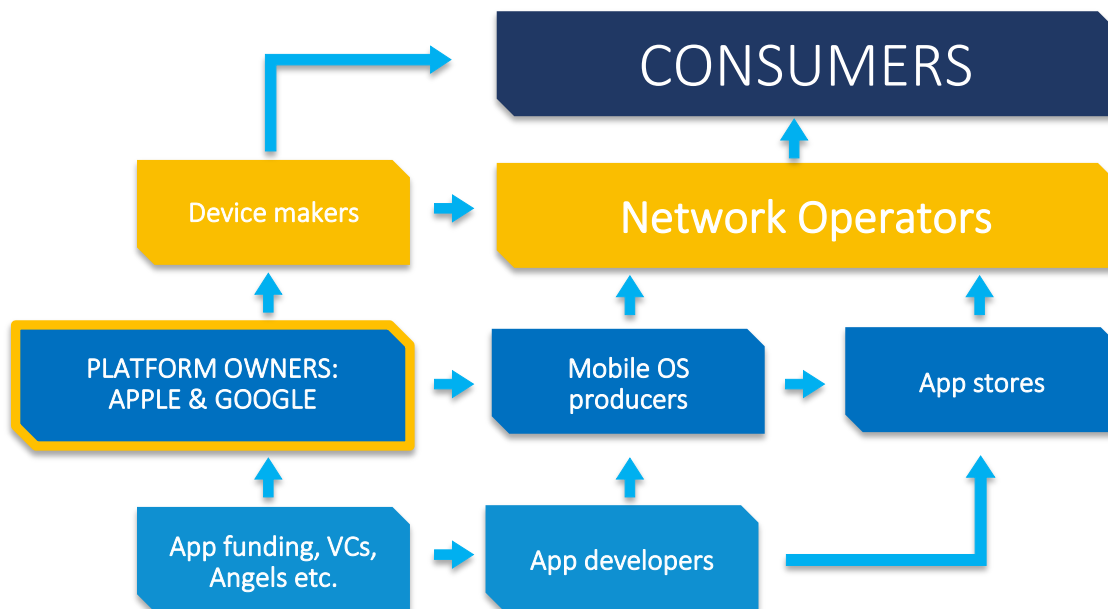 CONSUMERS
Device makers
Network Operators
PLATFORM OWNERS:
APPLE & GOOGLE
Mobile OS
producers
App stores
App funding, VCs,
Angels etc.
App developers